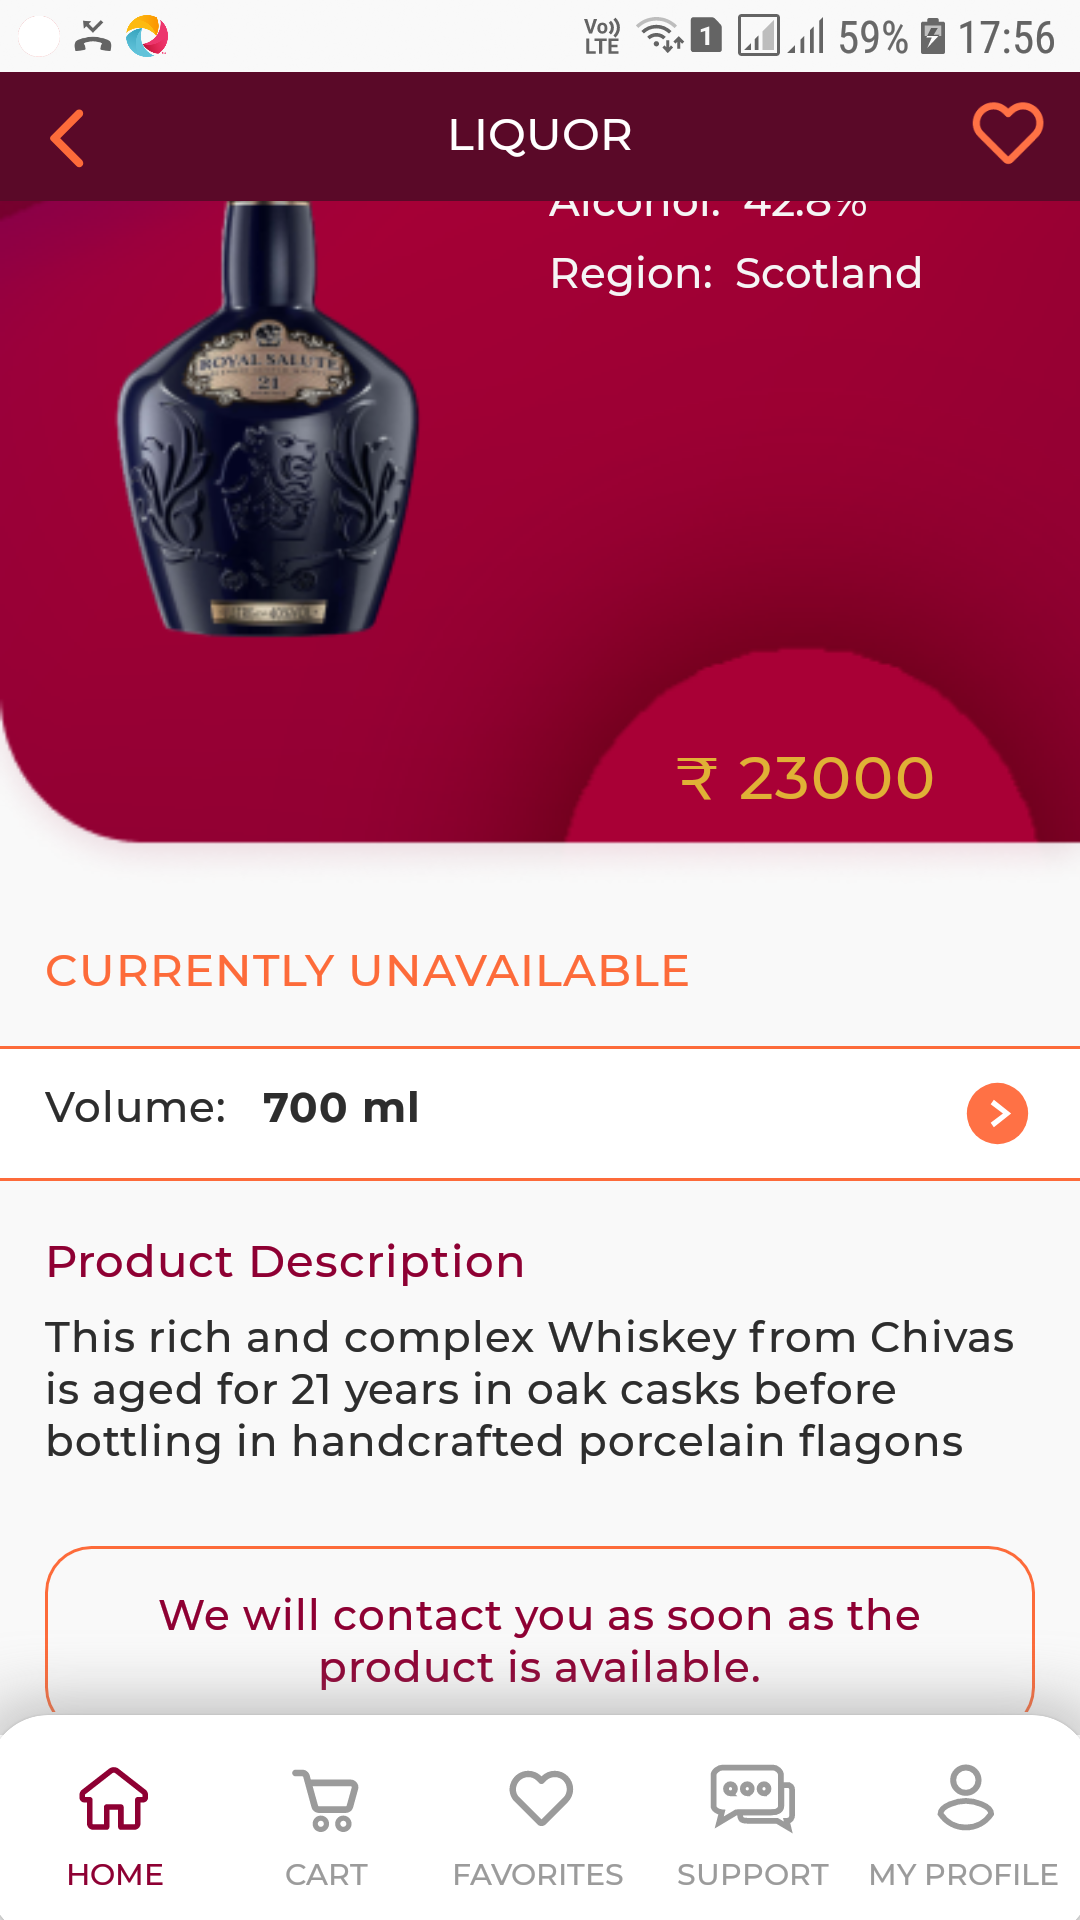 Vo)) LTE 1 59% 17:56
LIQUOR
Alcohol: 42.8%
Region: Scotland
ROYAL SALUTE
21
₹ 23000
CURRENTLY UNAVAILABLE
Volume: 700 ml
Product Description
This rich and complex Whiskey from Chivas
is aged for 21 years in oak casks before
bottling in handcrafted porcelain flagons
We will contact you as soon as the
product is available.
HOME CART FAVORITES SUPPORT MY PROFILE